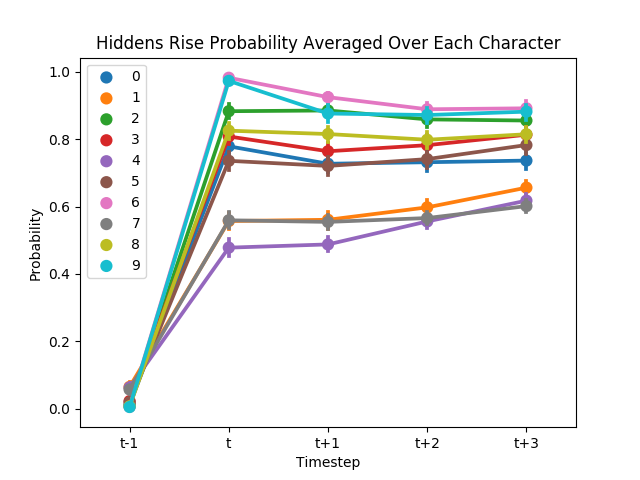 Hiddens Rise Probability Averaged Over Each Character
1.0
0.8
0.6
0.4
0.2
0.0
Probability
0
1
2
3
4
5
6
7
8
9
t-1
t
t+1
t+2
t+3
Timestep